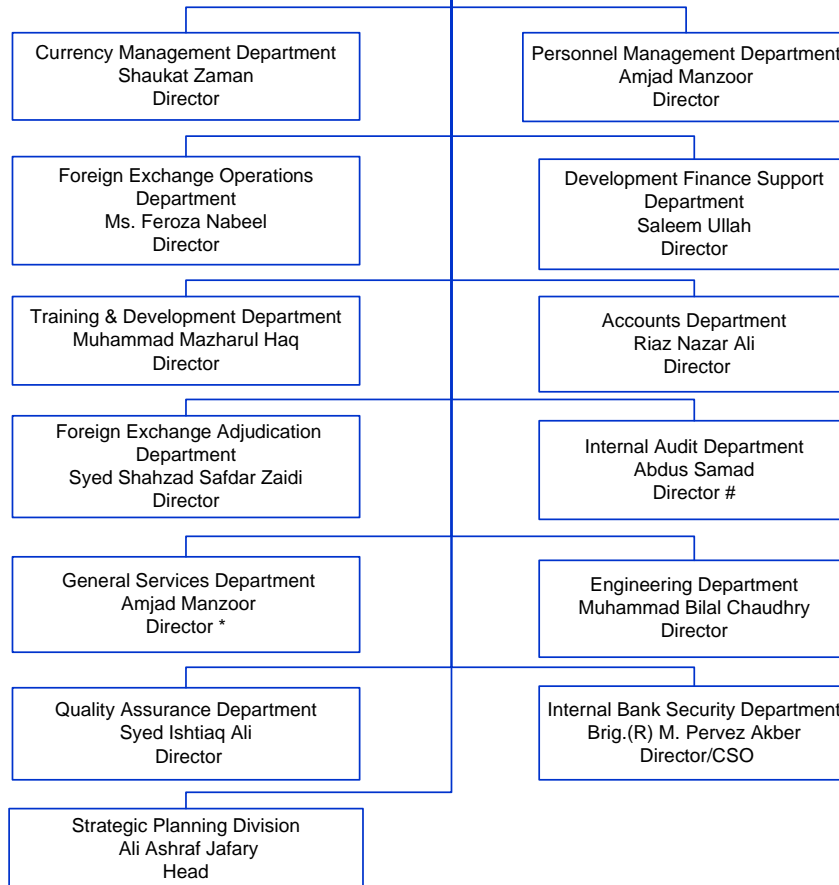 Currency Management Department
Shaukat Zaman
Director
Personnel Management Department
Amjad Manzoor
Director
Foreign Exchange Operations
Department
Ms. Feroza Nabeel
Director
Development Finance Support
Department
Saleem Ullah
Director
Training & Development Department
Muhammad Mazharul Haq
Director
Accounts Department
Riaz Nazar Ali
Director
Foreign Exchange Adjudication
Department
Syed Shahzad Safdar Zaidi
Director
Internal Audit Department
Abdus Samad
Director #
General Services Department
Amjad Manzoor
Director *
Engineering Department
Muhammad Bilal Chaudhry
Director
Quality Assurance Department
Syed Ishtiaq Ali
Director
Internal Bank Security Department
Brig.(R) M. Pervez Akber
Director/CSO
Strategic Planning Division
Ali Ashraf Jafary
Head